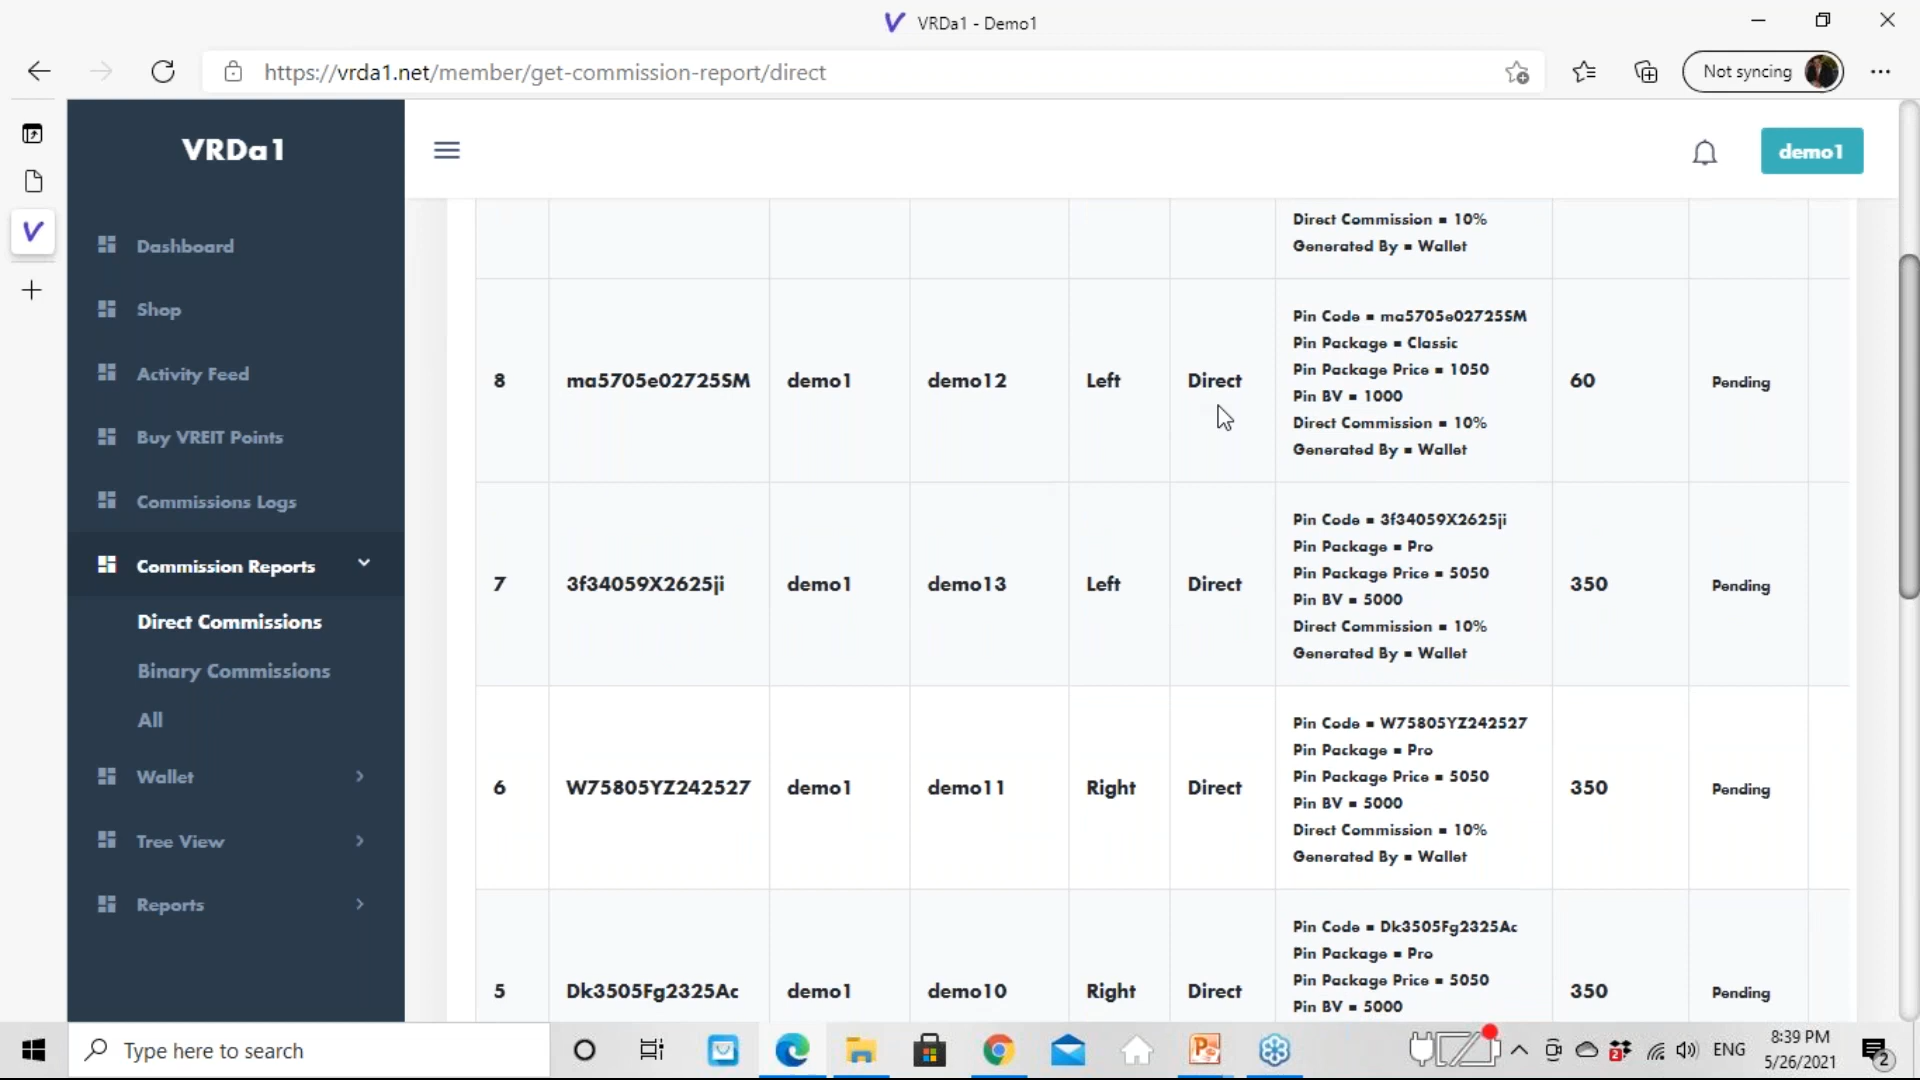 VRDa1 - Demo1
https://vrda1.net/member/get-commission-report/direct
Not syncing
VRDa1
demo1
Dashboard
Shop
Activity Feed
Buy VREIT Points
Commissions Logs
Commission Reports
Direct Commissions
Binary Commissions
All
Wallet
Tree View
Reports
Direct Commission = 10%
Generated By = Wallet
8 ma5705e02725SM demo1 demo12 Left Direct
Pin Code = ma5705e02725SM
Pin Package = Classic
Pin Package Price = 1050
Pin BV = 1000
Direct Commission = 10%
Generated By = Wallet
60 Pending
7 3f34059X2625ji demo1 demo13 Left Direct
Pin Code = 3f34059X2625ji
Pin Package = Pro
Pin Package Price = 5050
Pin BV = 5000
Direct Commission = 10%
Generated By = Wallet
350 Pending
6 W75805YZ242527 demo1 demo11 Right Direct
Pin Code = W75805YZ242527
Pin Package = Pro
Pin Package Price = 5050
Pin BV = 5000
Direct Commission = 10%
Generated By = Wallet
350 Pending
5 Dk3505Fg2325Ac demo1 demo10 Right Direct
Pin Code = Dk3505Fg2325Ac
Pin Package = Pro
Pin Package Price = 5050
Pin BV = 5000
350 Pending
Type here to search
2
ENG
8:39 PM
5/26/2021
2